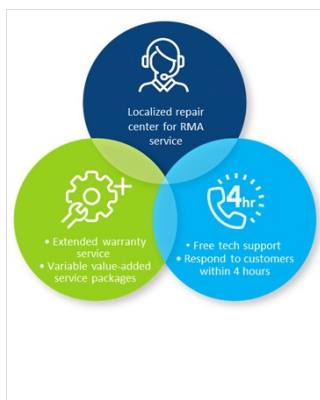 Localized repair
center for RMA
service
• Extended warranty
service
• Variable value-added
service packages
4hr
• Free tech support
• Respond to customers
within 4 hours